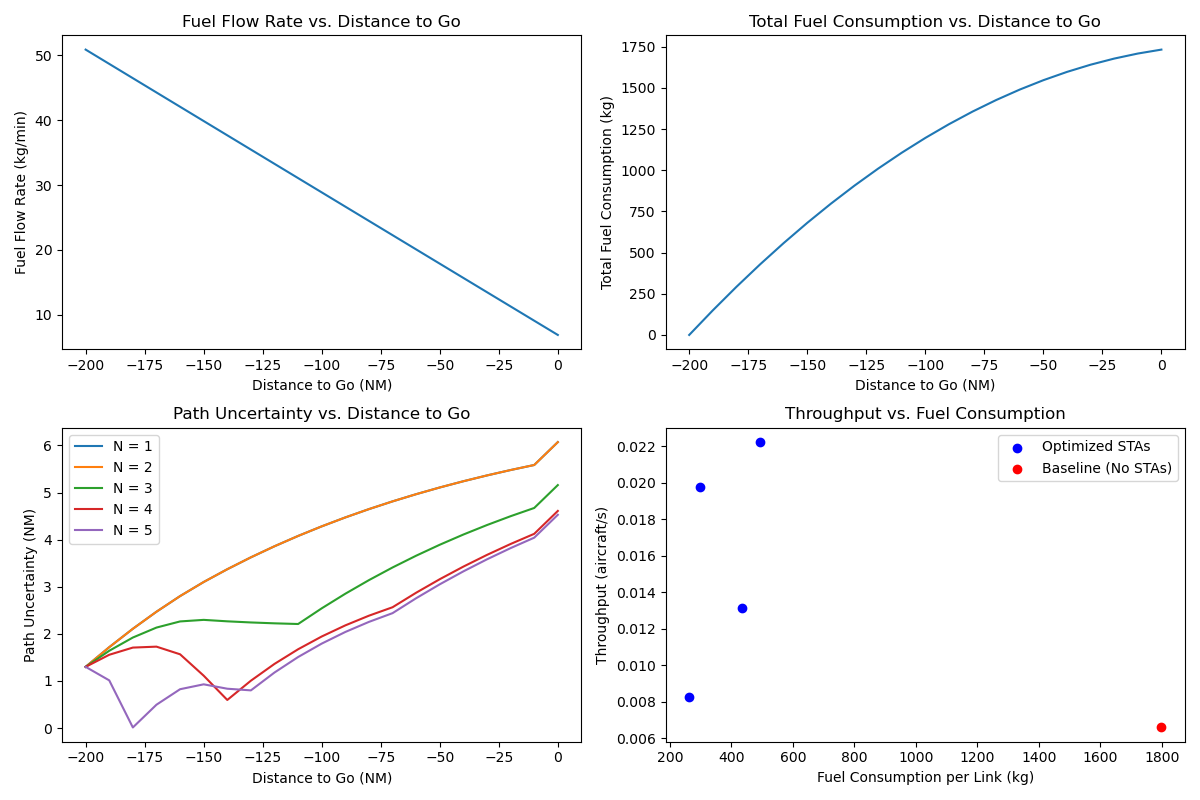 Fuel Flow Rate vs. Distance to Go
Fuel Flow Rate (kg/min)
50
40
30
20
10
−200 −175 −150 −125 −100 −75 −50 −25 0
Distance to Go (NM)
Total Fuel Consumption vs. Distance to Go
Total Fuel Consumption (kg)
1750
1500
1250
1000
750
500
250
0
−200 −175 −150 −125 −100 −75 −50 −25 0
Distance to Go (NM)
Path Uncertainty vs. Distance to Go
Path Uncertainty (NM)
6
5
4
3
2
1
0
N = 1
N = 2
N = 3
N = 4
N = 5
−200 −175 −150 −125 −100 −75 −50 −25 0
Distance to Go (NM)
Throughput vs. Fuel Consumption
Throughput (aircraft/s)
0.022
0.020
0.018
0.016
0.014
0.012
0.010
0.008
0.006
Optimized STAs
Baseline (No STAs)
200 400 600 800 1000 1200 1400 1600 1800
Fuel Consumption per Link (kg)